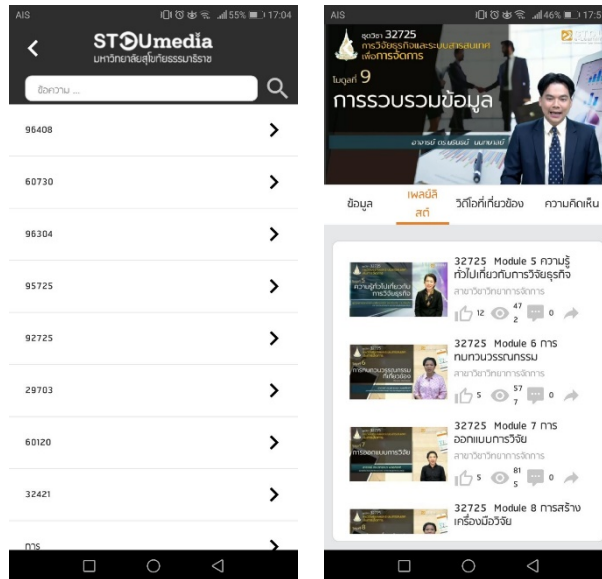 AIS
55%
17:04
STOUmedia
มหาวิทยาลัยสุโขทัยธรรมาธิราช
ข้อความ ...
96408
60730
96304
95725
92725
29703
60120
32421
การ
AIS
46%
17:5
ชุดวิชา 32725
การวิจัยธุรกิจและระบบสารสนเทศ
เพื่อการจัดการ
โมดูลที่ 9
การรวบรวมข้อมูล
ข้อมูล
เพลย์ลิ
สต์
วิดีโอที่เกี่ยวข้อง
ความคิดเห็น
32725 Module 5 ความรู้
ทั่วไปเกี่ยวกับการวิจัยธุรกิจ
สาขาวิชาวิทยาการจัดการ
12 47
2 0
32725 Module 6 การ
ทบทวนวรรณกรรม
สาขาวิชาวิทยาการจัดการ
5 57
7 0
32725 Module 7 การ
ออกแบบการวิจัย
สาขาวิชาวิทยาการจัดการ
5 81
5 0
32725 Module 8 การสร้าง
เครื่องมือวิจัย